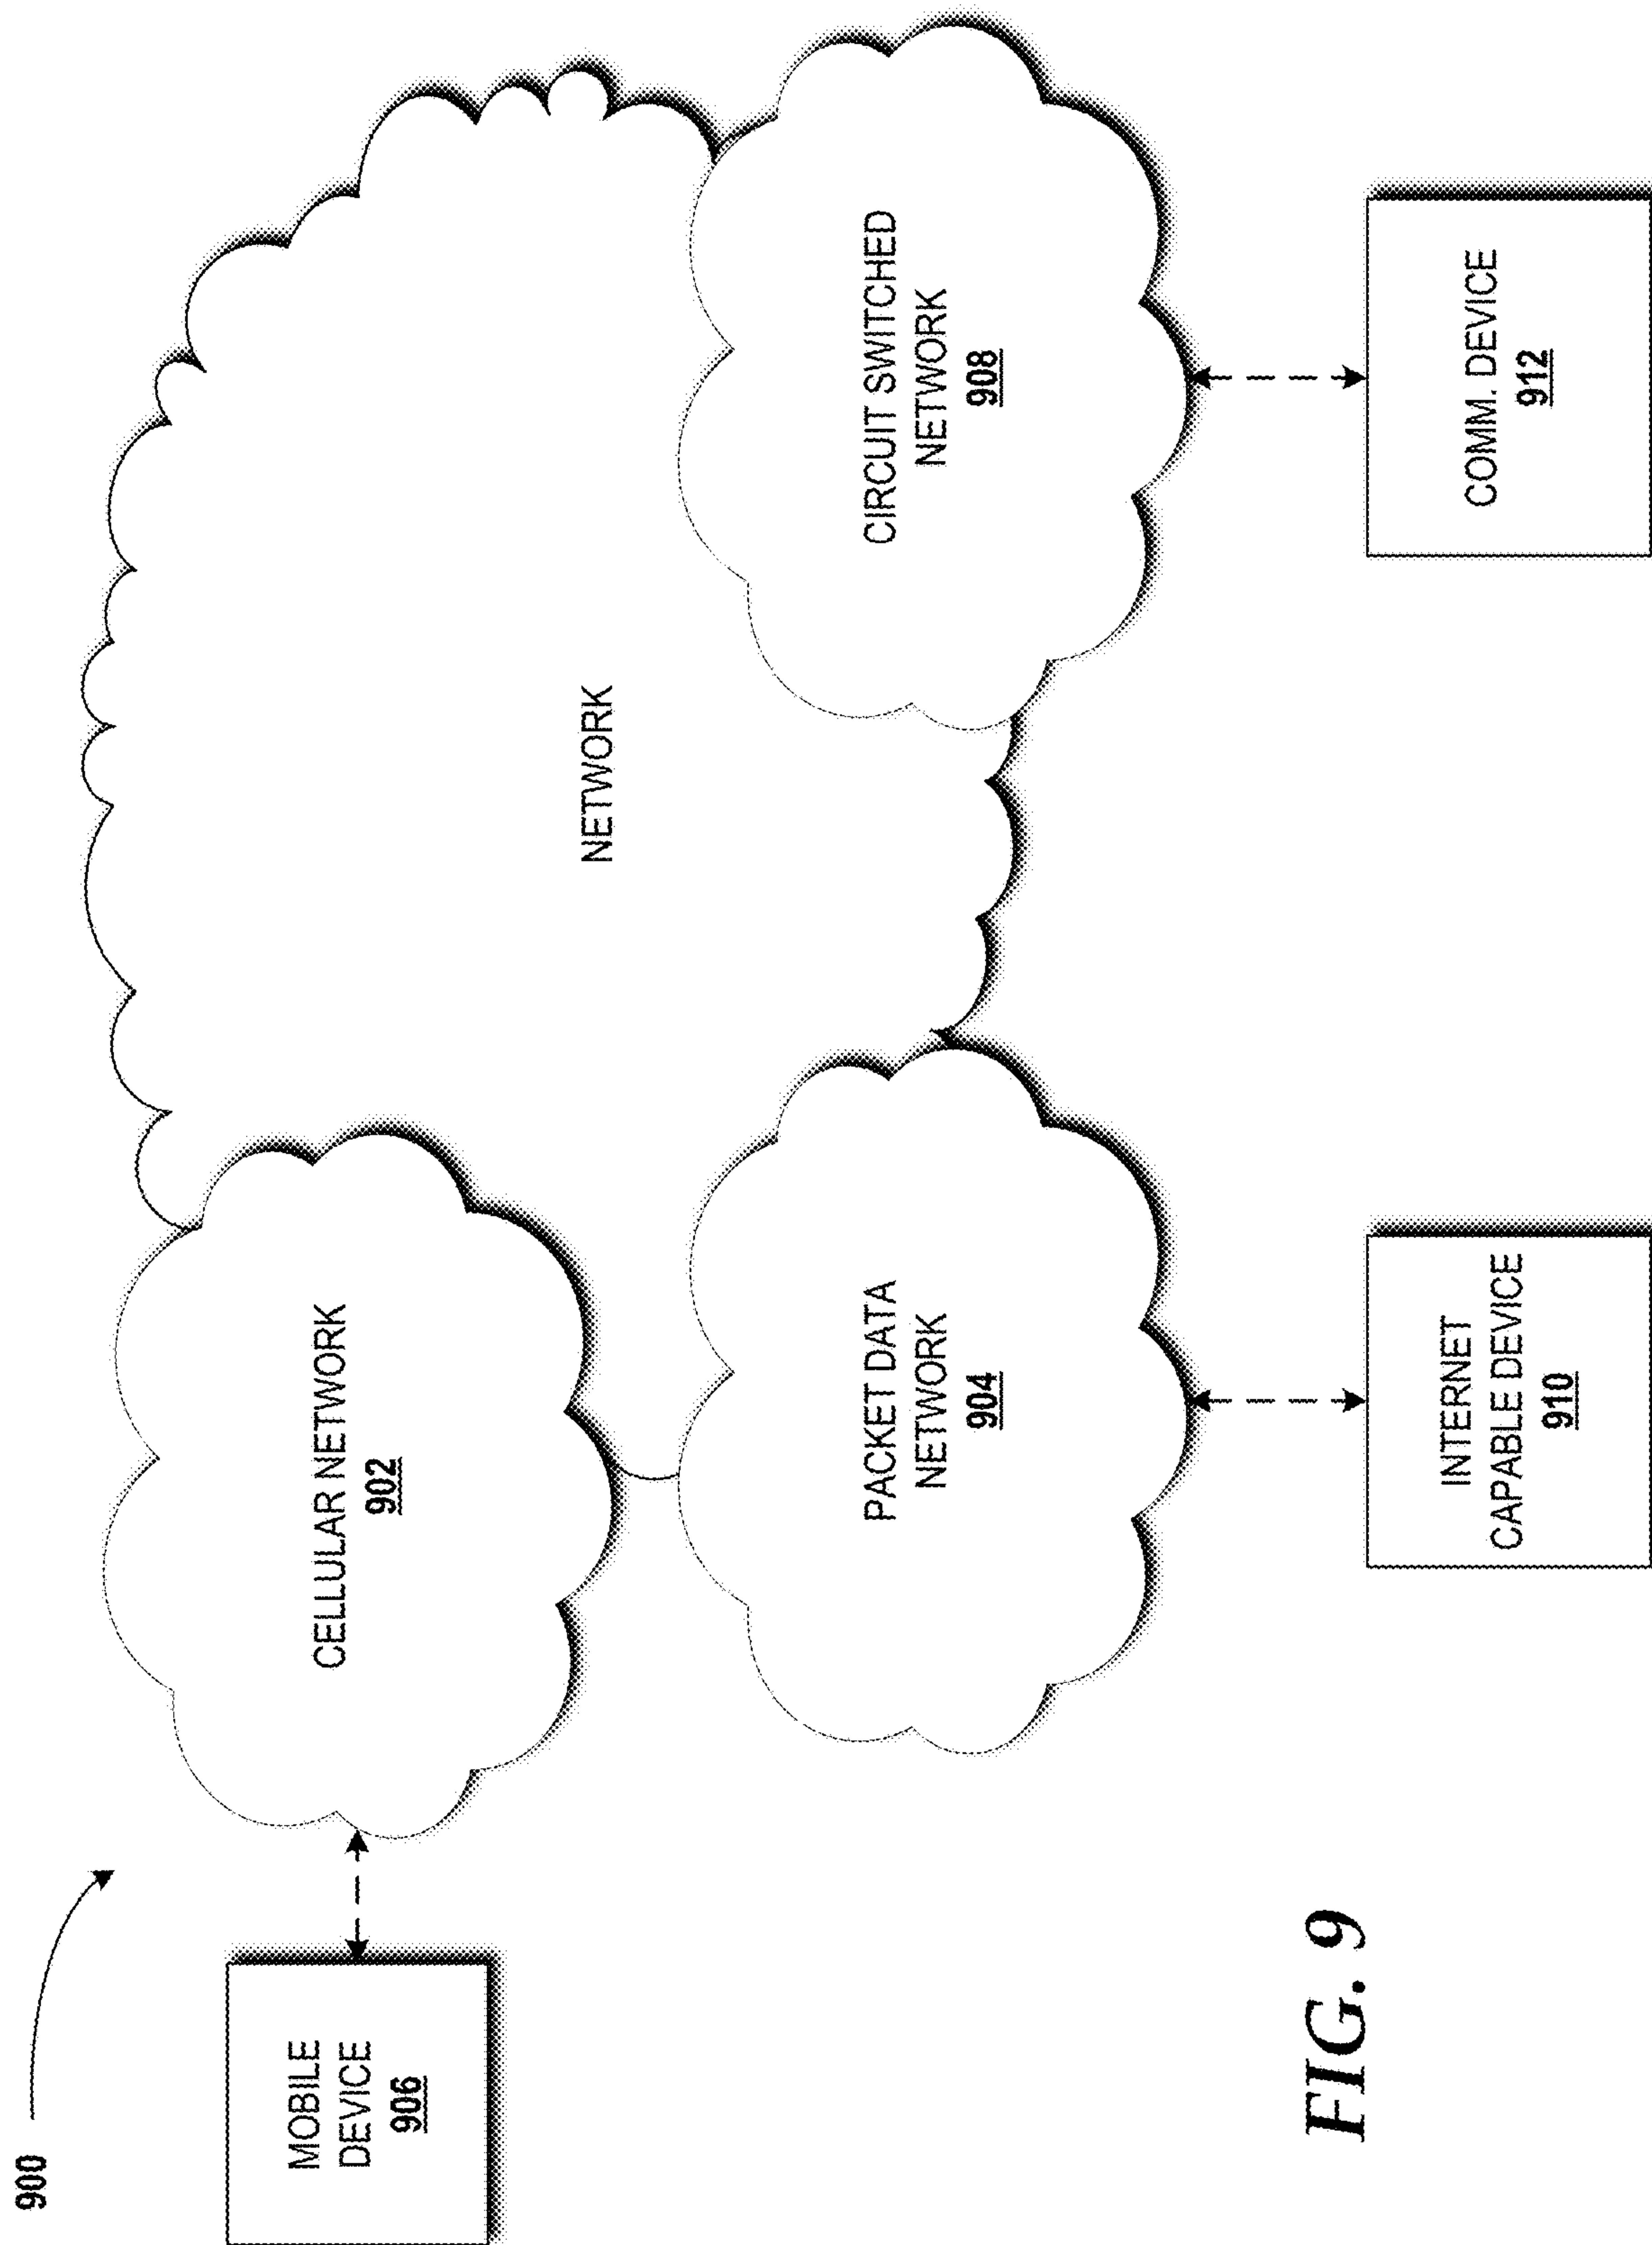 900
MOBILE
DEVICE
906
CELLULAR NETWORK
902
NETWORK
PACKET DATA
NETWORK
904
CIRCUIT SWITCHED
NETWORK
908
INTERNET
CAPABLE DEVICE
910
COMM. DEVICE
912
FIG. 9